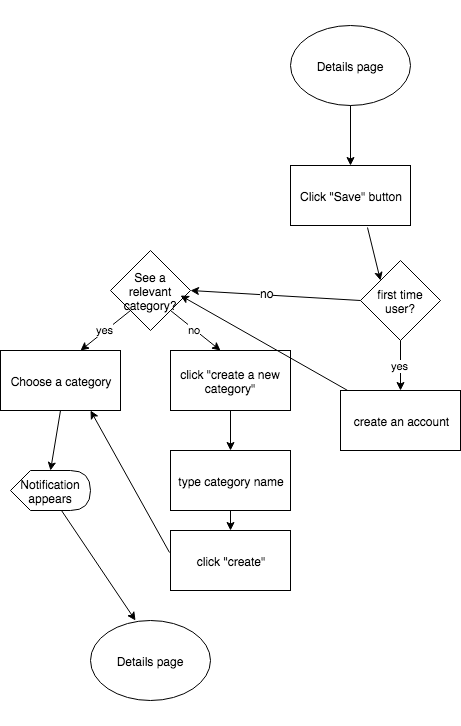 Details page
Click "Save" button
See a
relevant
category?
no
first time
user?
yes
no
yes
Choose a category
click "create a new
category"
create an account
Notification
appears
type category name
click "create"
Details page